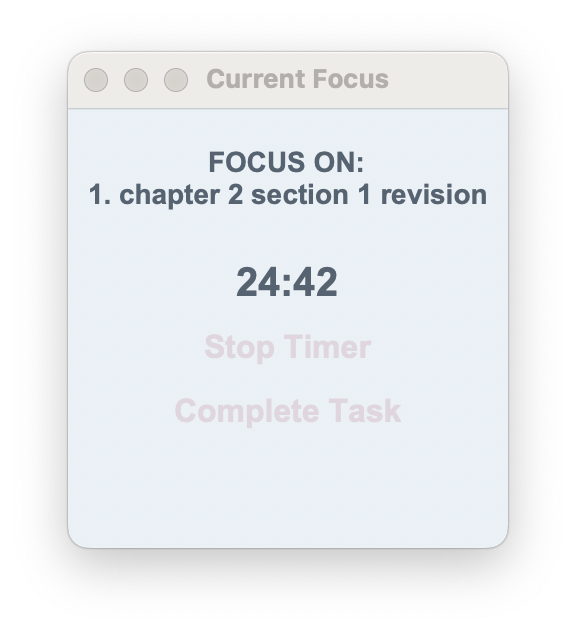 Current Focus
FOCUS ON:
1. chapter 2 section 1 revision
24:42
Stop Timer
Complete Task